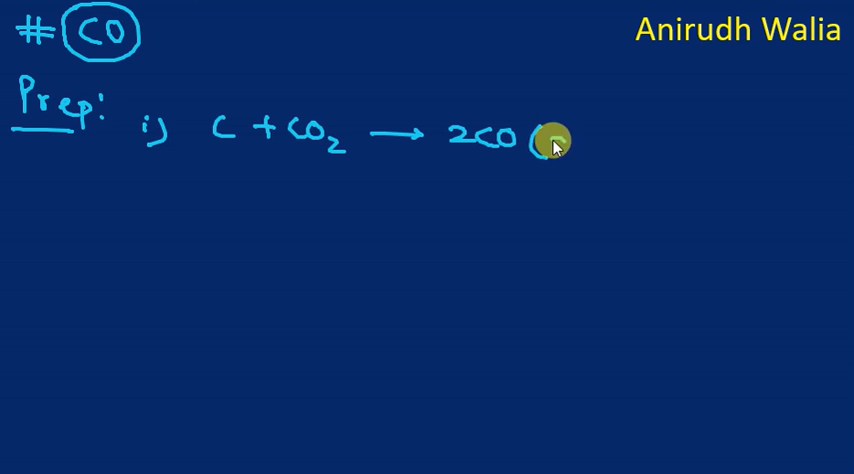 # CO
Anirudh Walia
Prep:
i) C + CO₂ → 2CO (